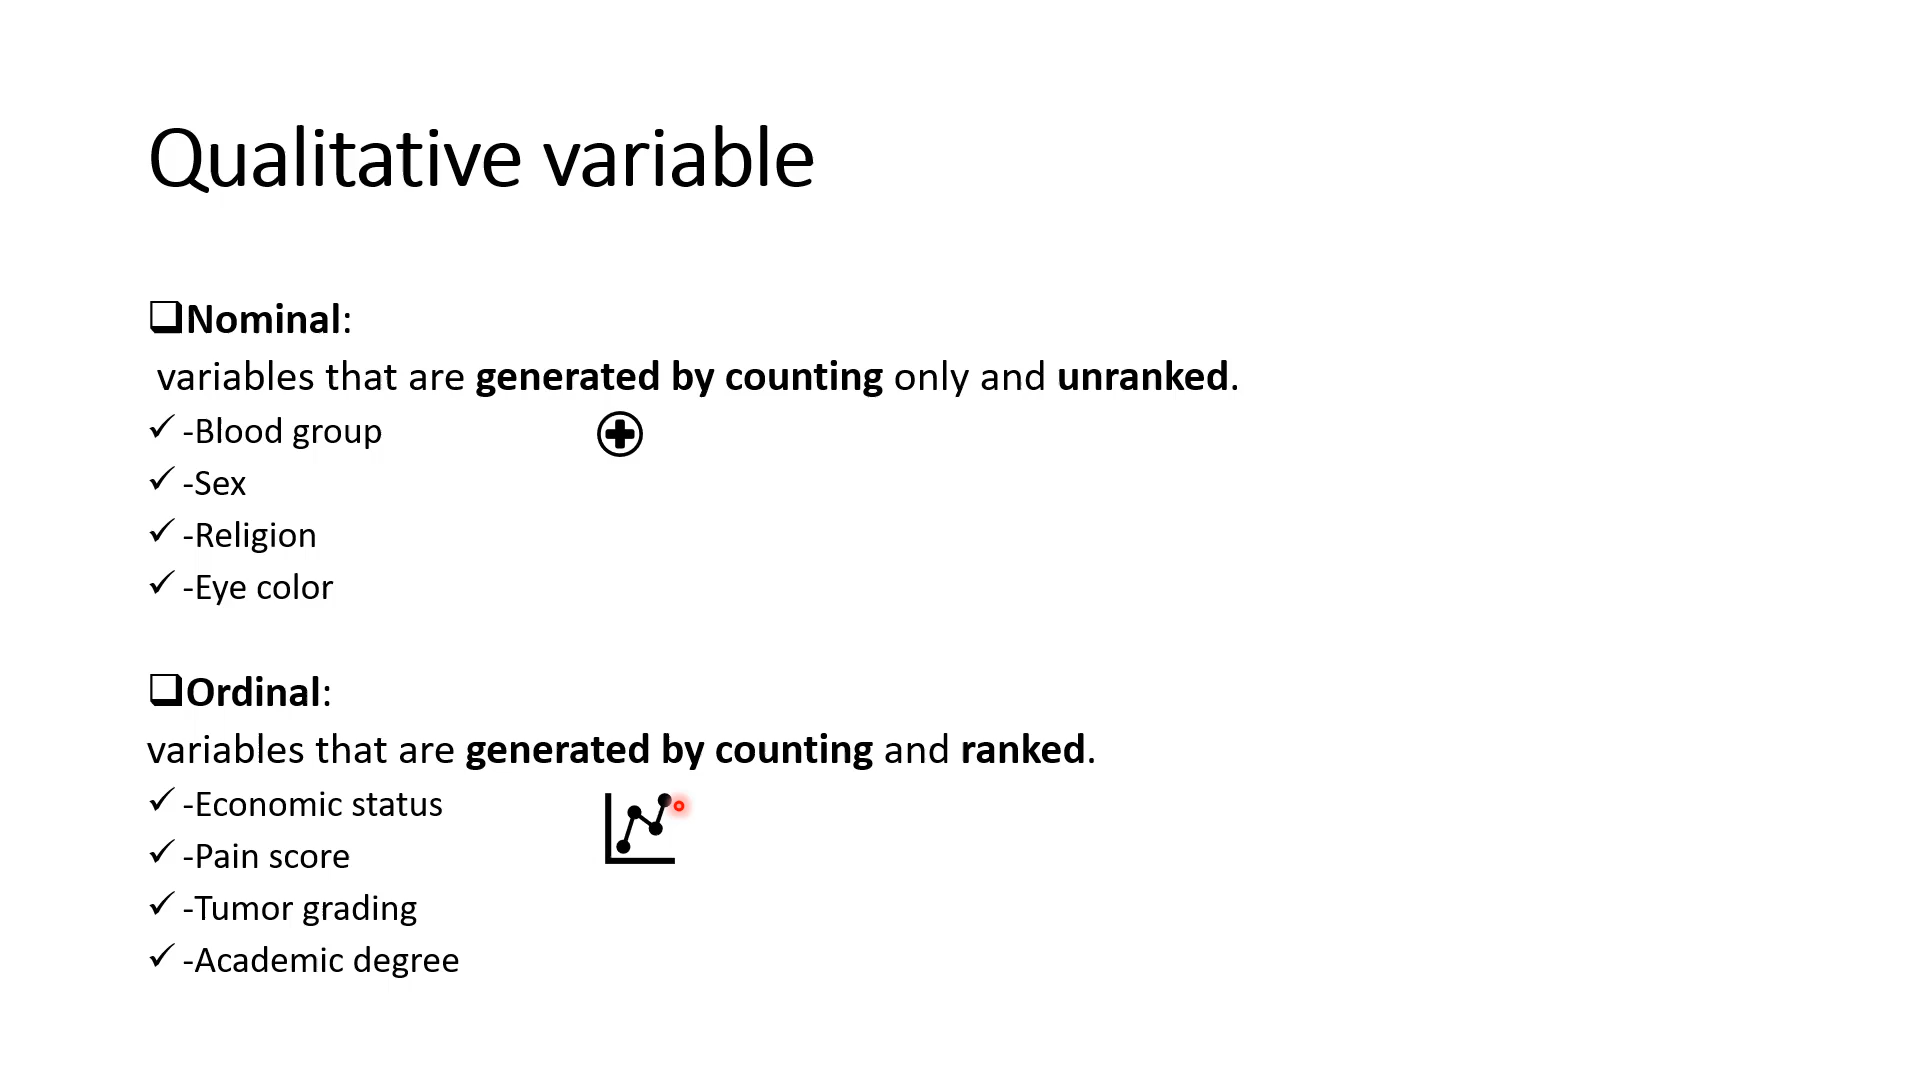 Qualitative variable
❑Nominal:
variables that are generated by counting only and unranked.
✓ -Blood group
✓ -Sex
✓ -Religion
✓ -Eye color
❑Ordinal:
variables that are generated by counting and ranked.
✓ -Economic status
✓ -Pain score
✓ -Tumor grading
✓ -Academic degree